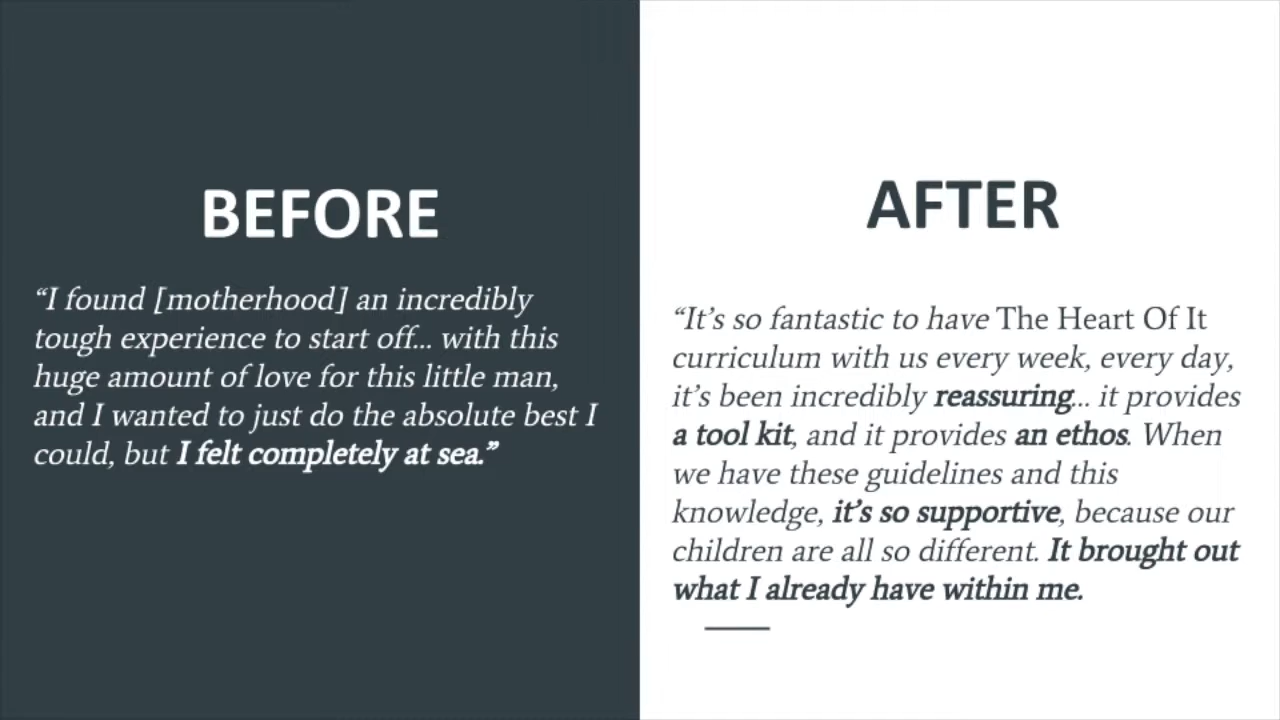 BEFORE
“I found [motherhood] an incredibly
tough experience to start off... with this
huge amount of love for this little man,
and I wanted to just do the absolute best I
could, but I felt completely at sea.”
AFTER
“It’s so fantastic to have The Heart Of It
curriculum with us every week, every day,
it’s been incredibly reassuring... it provides
a tool kit, and it provides an ethos. When
we have these guidelines and this
knowledge, it’s so supportive, because our
children are all so different. It brought out
what I already have within me.